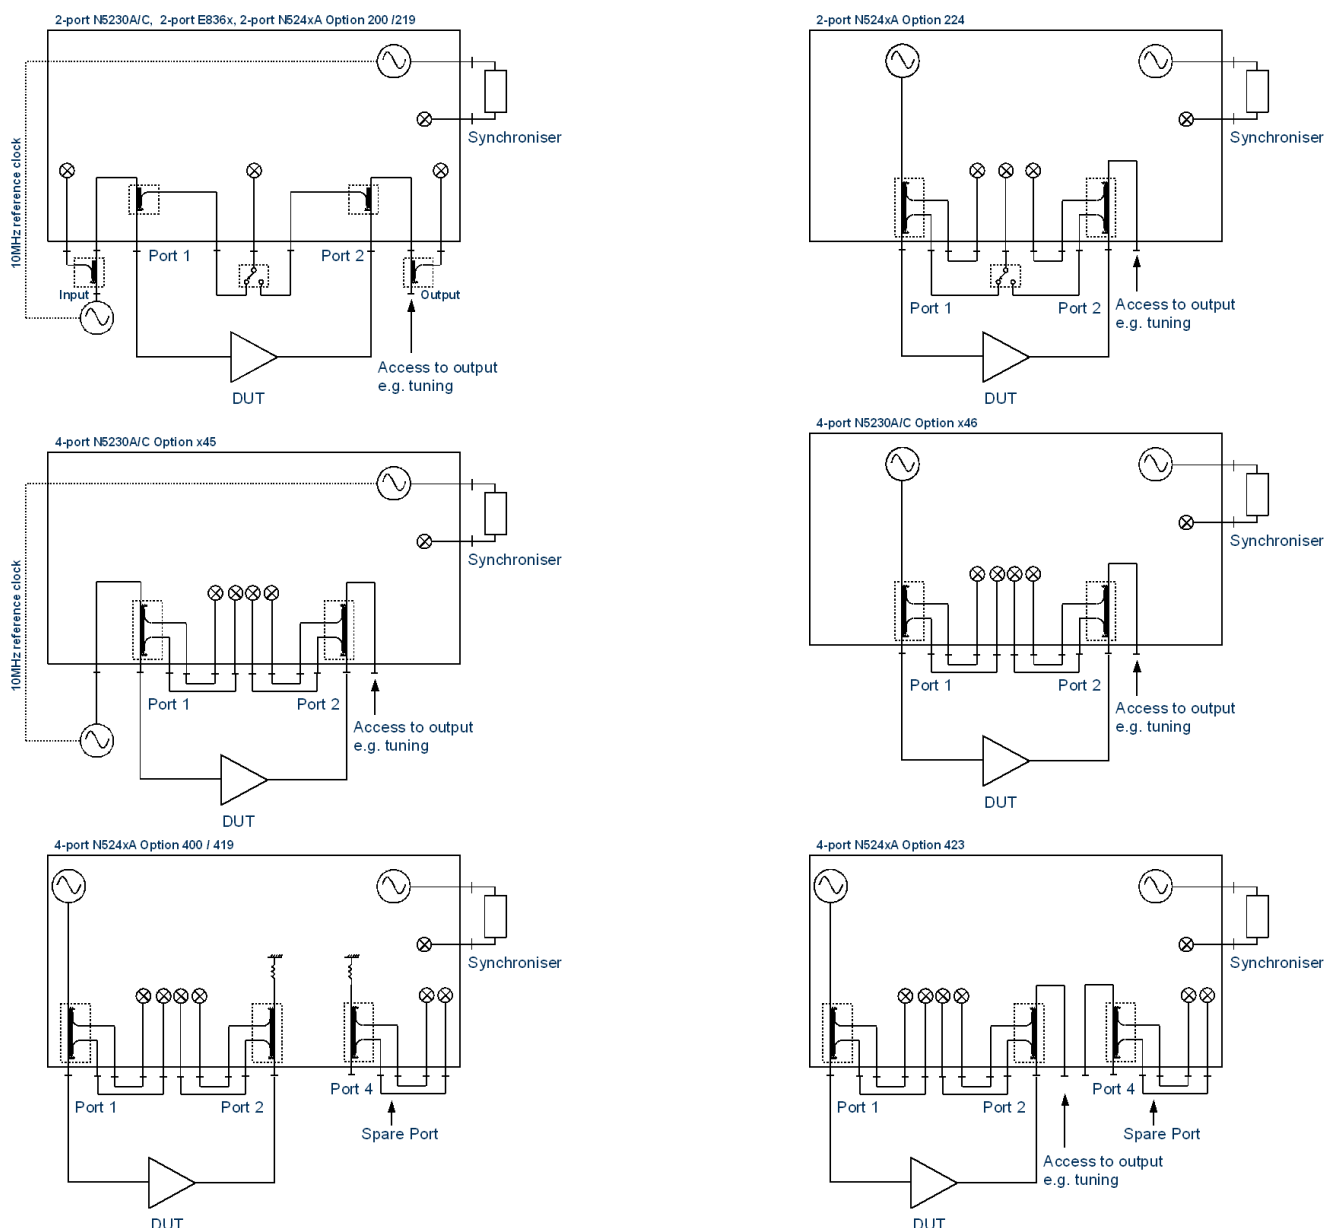 2-port N5230A/C,  2-port E836x, 2-port N524xA Option 200 /219
10MHz reference clock
Synchroniser
Port 1
Port 2
Input
Output
Access to output
e.g. tuning
DUT
2-port N524xA Option 224
Synchroniser
Port 1
Port 2
Access to output
e.g. tuning
DUT
4-port N5230A/C Option x45
10MHz reference clock
Synchroniser
Port 1
Port 2
Access to output
e.g. tuning
DUT
4-port N5230A/C Option x46
Synchroniser
Port 1
Port 2
Access to output
e.g. tuning
DUT
4-port N524xA Option 400 / 419
Synchroniser
Port 1
Port 2
Port 4
Spare Port
DUT
4-port N524xA Option 423
Synchroniser
Port 1
Port 2
Port 4
Spare Port
Access to output
e.g. tuning
DUT